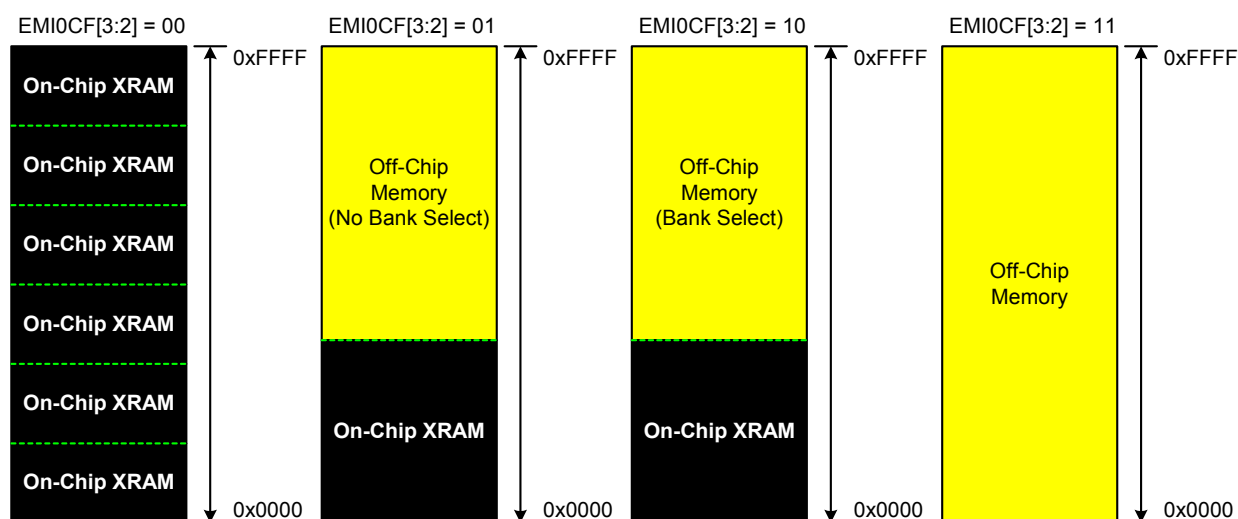 EMI0CF[3:2] = 00
EMI0CF[3:2] = 01
EMI0CF[3:2] = 10
EMI0CF[3:2] = 11
0xFFFF
0xFFFF
0xFFFF
0xFFFF
On-Chip XRAM
On-Chip XRAM
On-Chip XRAM
On-Chip XRAM
On-Chip XRAM
On-Chip XRAM
0x0000
Off-Chip
Memory
(No Bank Select)
On-Chip XRAM
0x0000
Off-Chip
Memory
(Bank Select)
On-Chip XRAM
0x0000
Off-Chip
Memory
0x0000